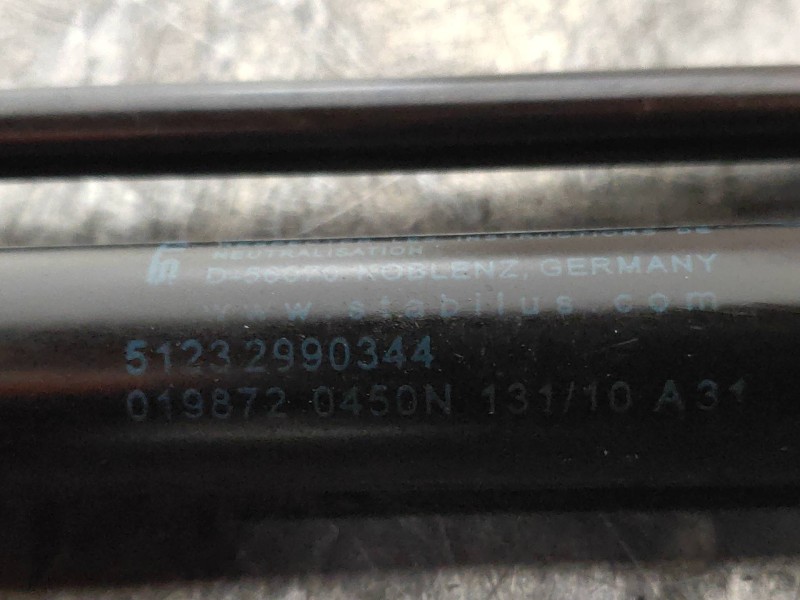 NEUTRALISATION
KOBLENZ, GERMANY
www.stabilus.com
51232990344
019872 0450N 131/10 A31